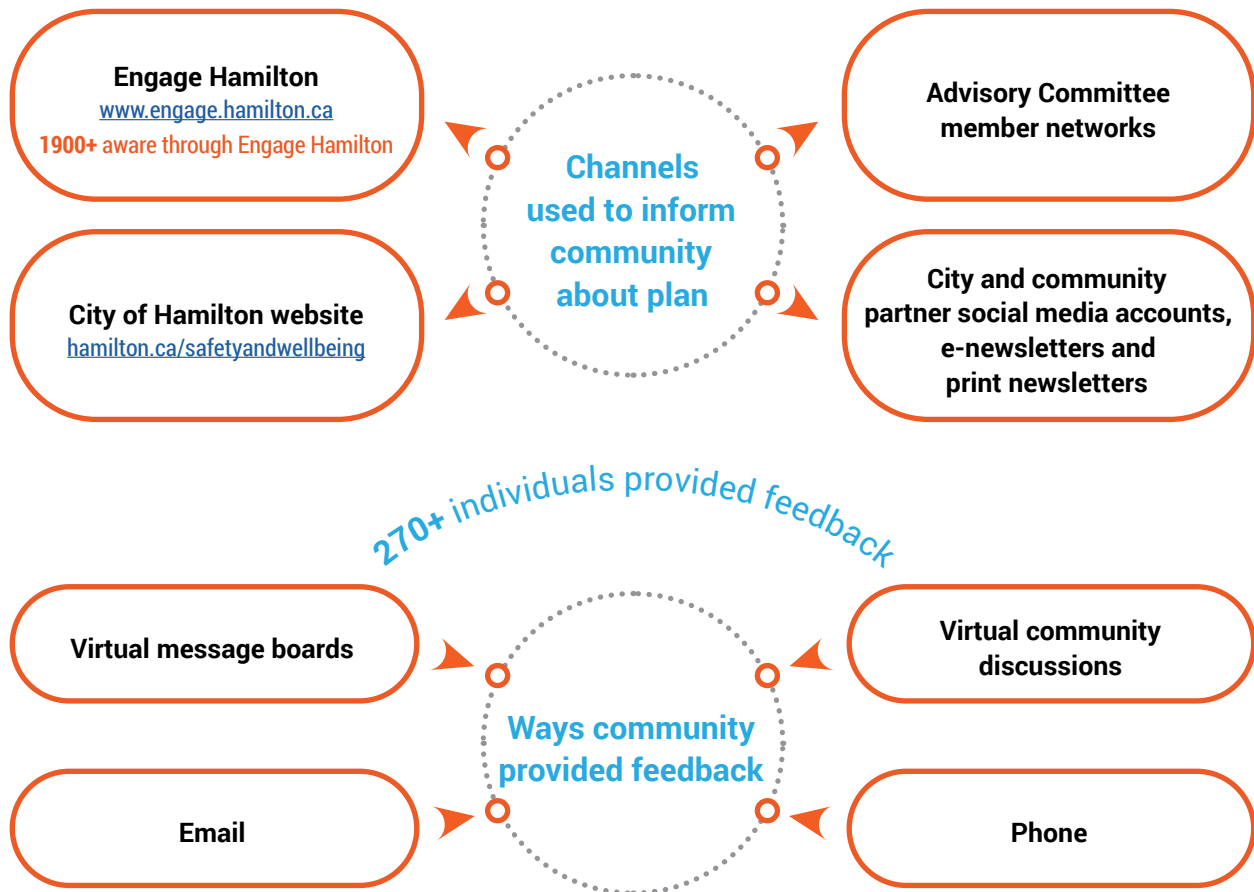 Engage Hamilton
www.engage.hamilton.ca
1900+ aware through Engage Hamilton
Advisory Committee
member networks
Channels
used to inform
community
about plan
City of Hamilton website
hamilton.ca/safetyandwellbeing
City and community
partner social media accounts,
e-newsletters and
print newsletters
270+ individuals provided feedback
Virtual message boards
Virtual community
discussions
Ways community
provided feedback
Email
Phone